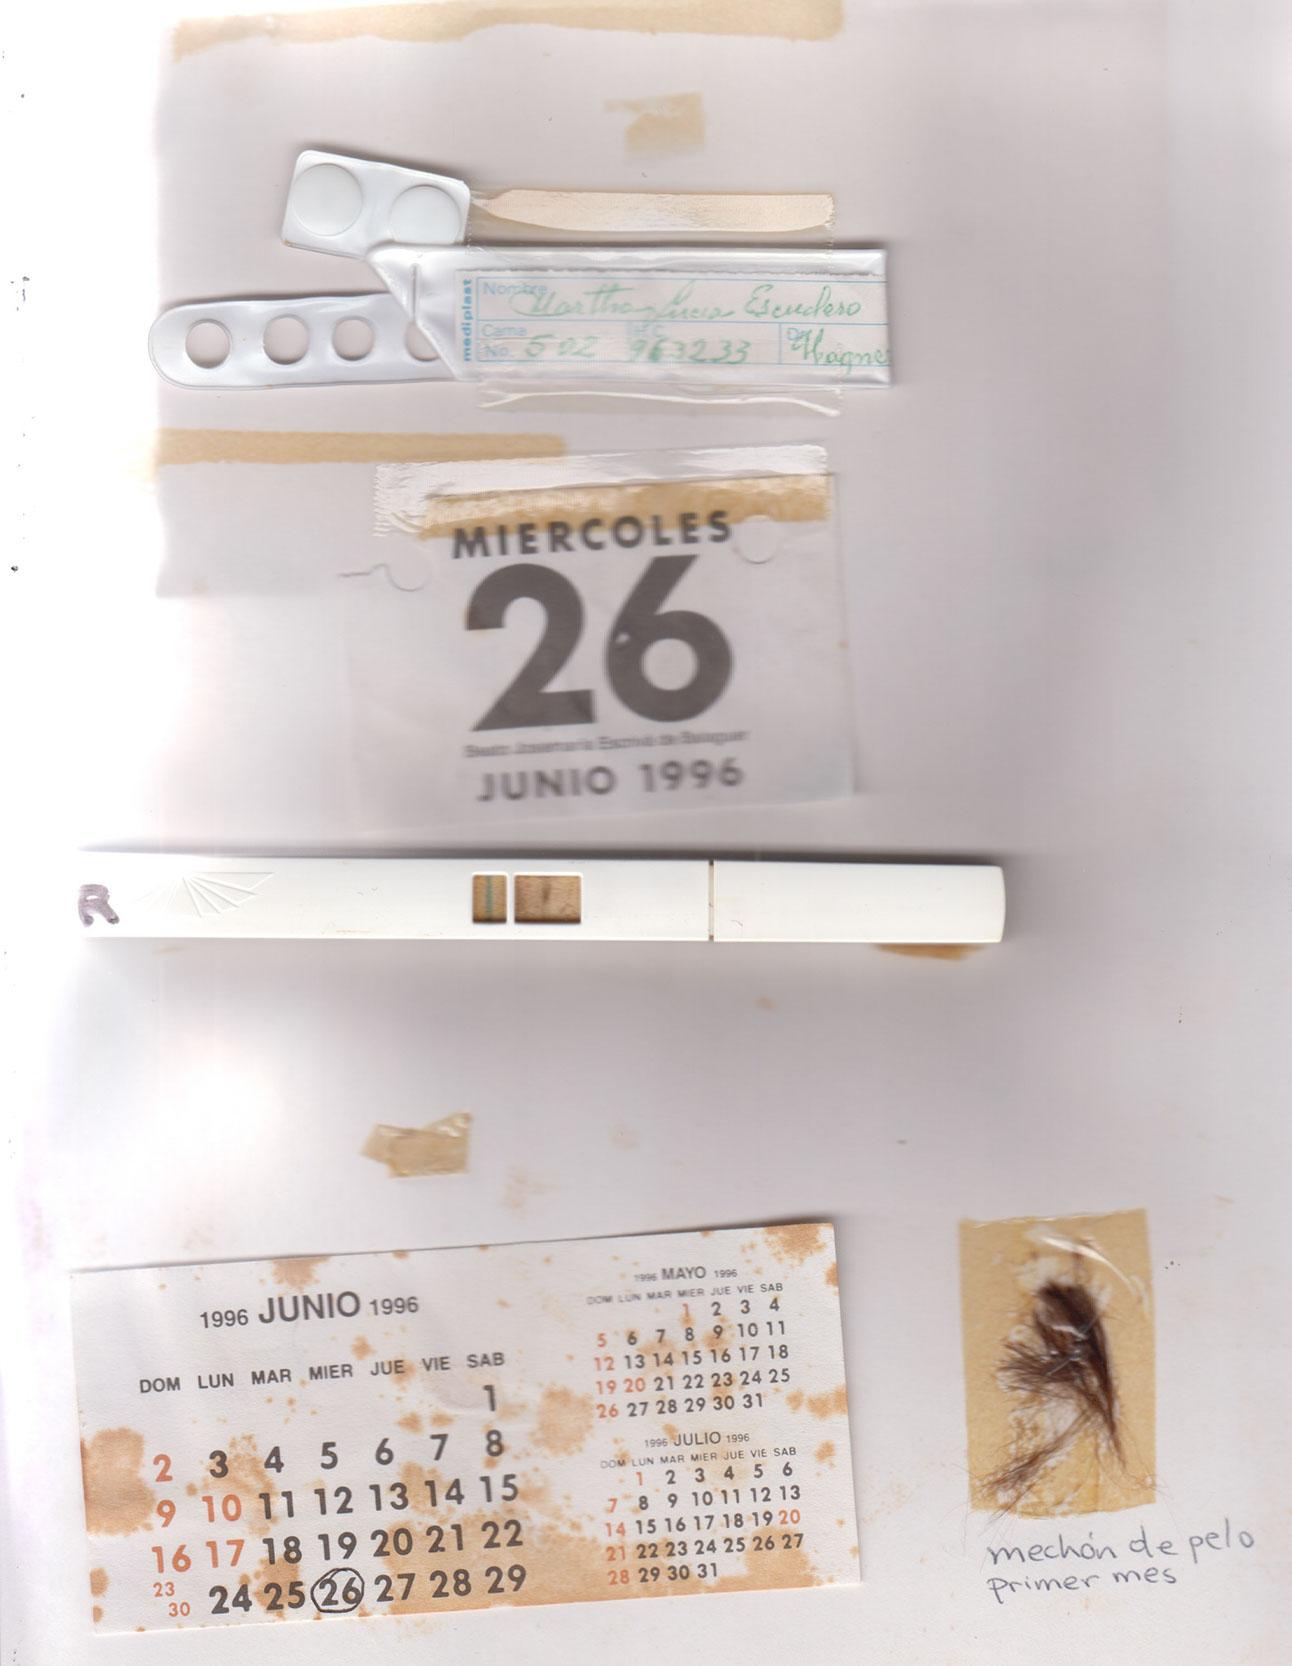 mediplast
Nombre Martha Lucia Escudero
Cama No. 502 HC 963233 Dr. Wagner
MIERCOLES
26
Beato Josemaría Escrivá de Balaguer
JUNIO 1996
R
1996 JUNIO 1996
DOM LUN MAR MIER JUE VIE SAB
1
2 3 4 5 6 7 8
9 10 11 12 13 14 15
16 17 18 19 20 21 22
23 30 24 25 26 27 28 29
1996 MAYO 1996
DOM LUN MAR MIER JUE VIE SAB
1 2 3 4
5 6 7 8 9 10 11
12 13 14 15 16 17 18
19 20 21 22 23 24 25
26 27 28 29 30 31
1996 JULIO 1996
DOM LUN MAR MIER JUE VIE SAB
1 2 3 4 5 6
7 8 9 10 11 12 13
14 15 16 17 18 19 20
21 22 23 24 25 26 27
28 29 30 31
mechón de pelo
primer mes